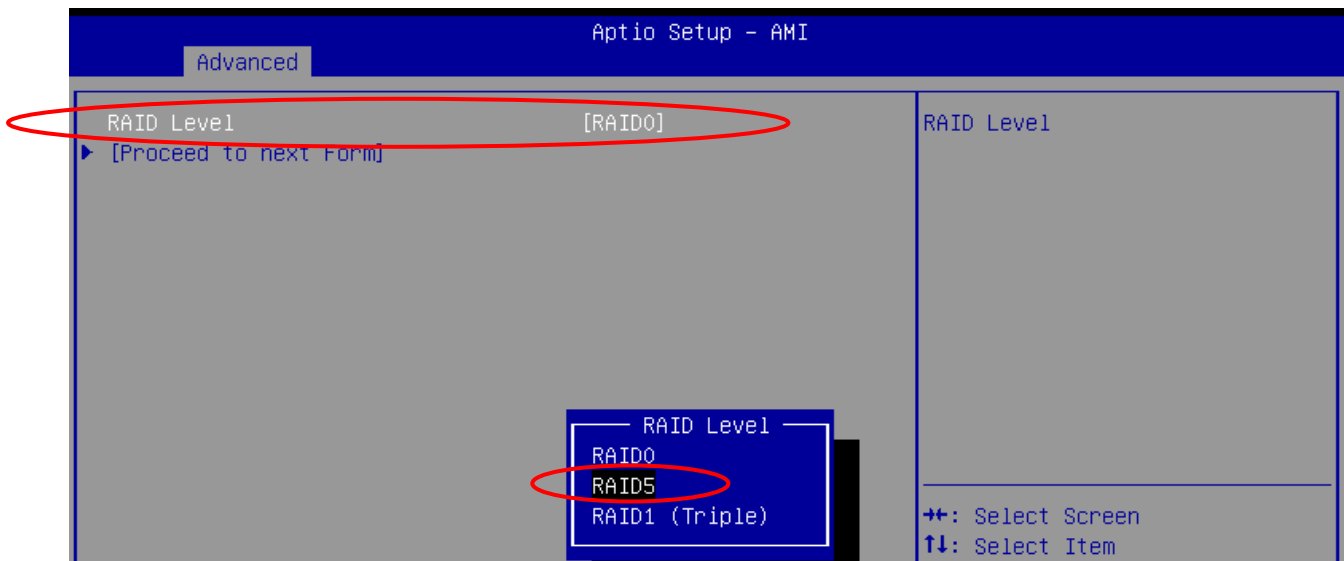 Aptio Setup - AMI
Advanced
RAID Level [RAID0]
[Proceed to next Form]
RAID Level
RAID Level
RAID0
RAID5
RAID1 (Triple)
→←: Select Screen
↑↓: Select Item